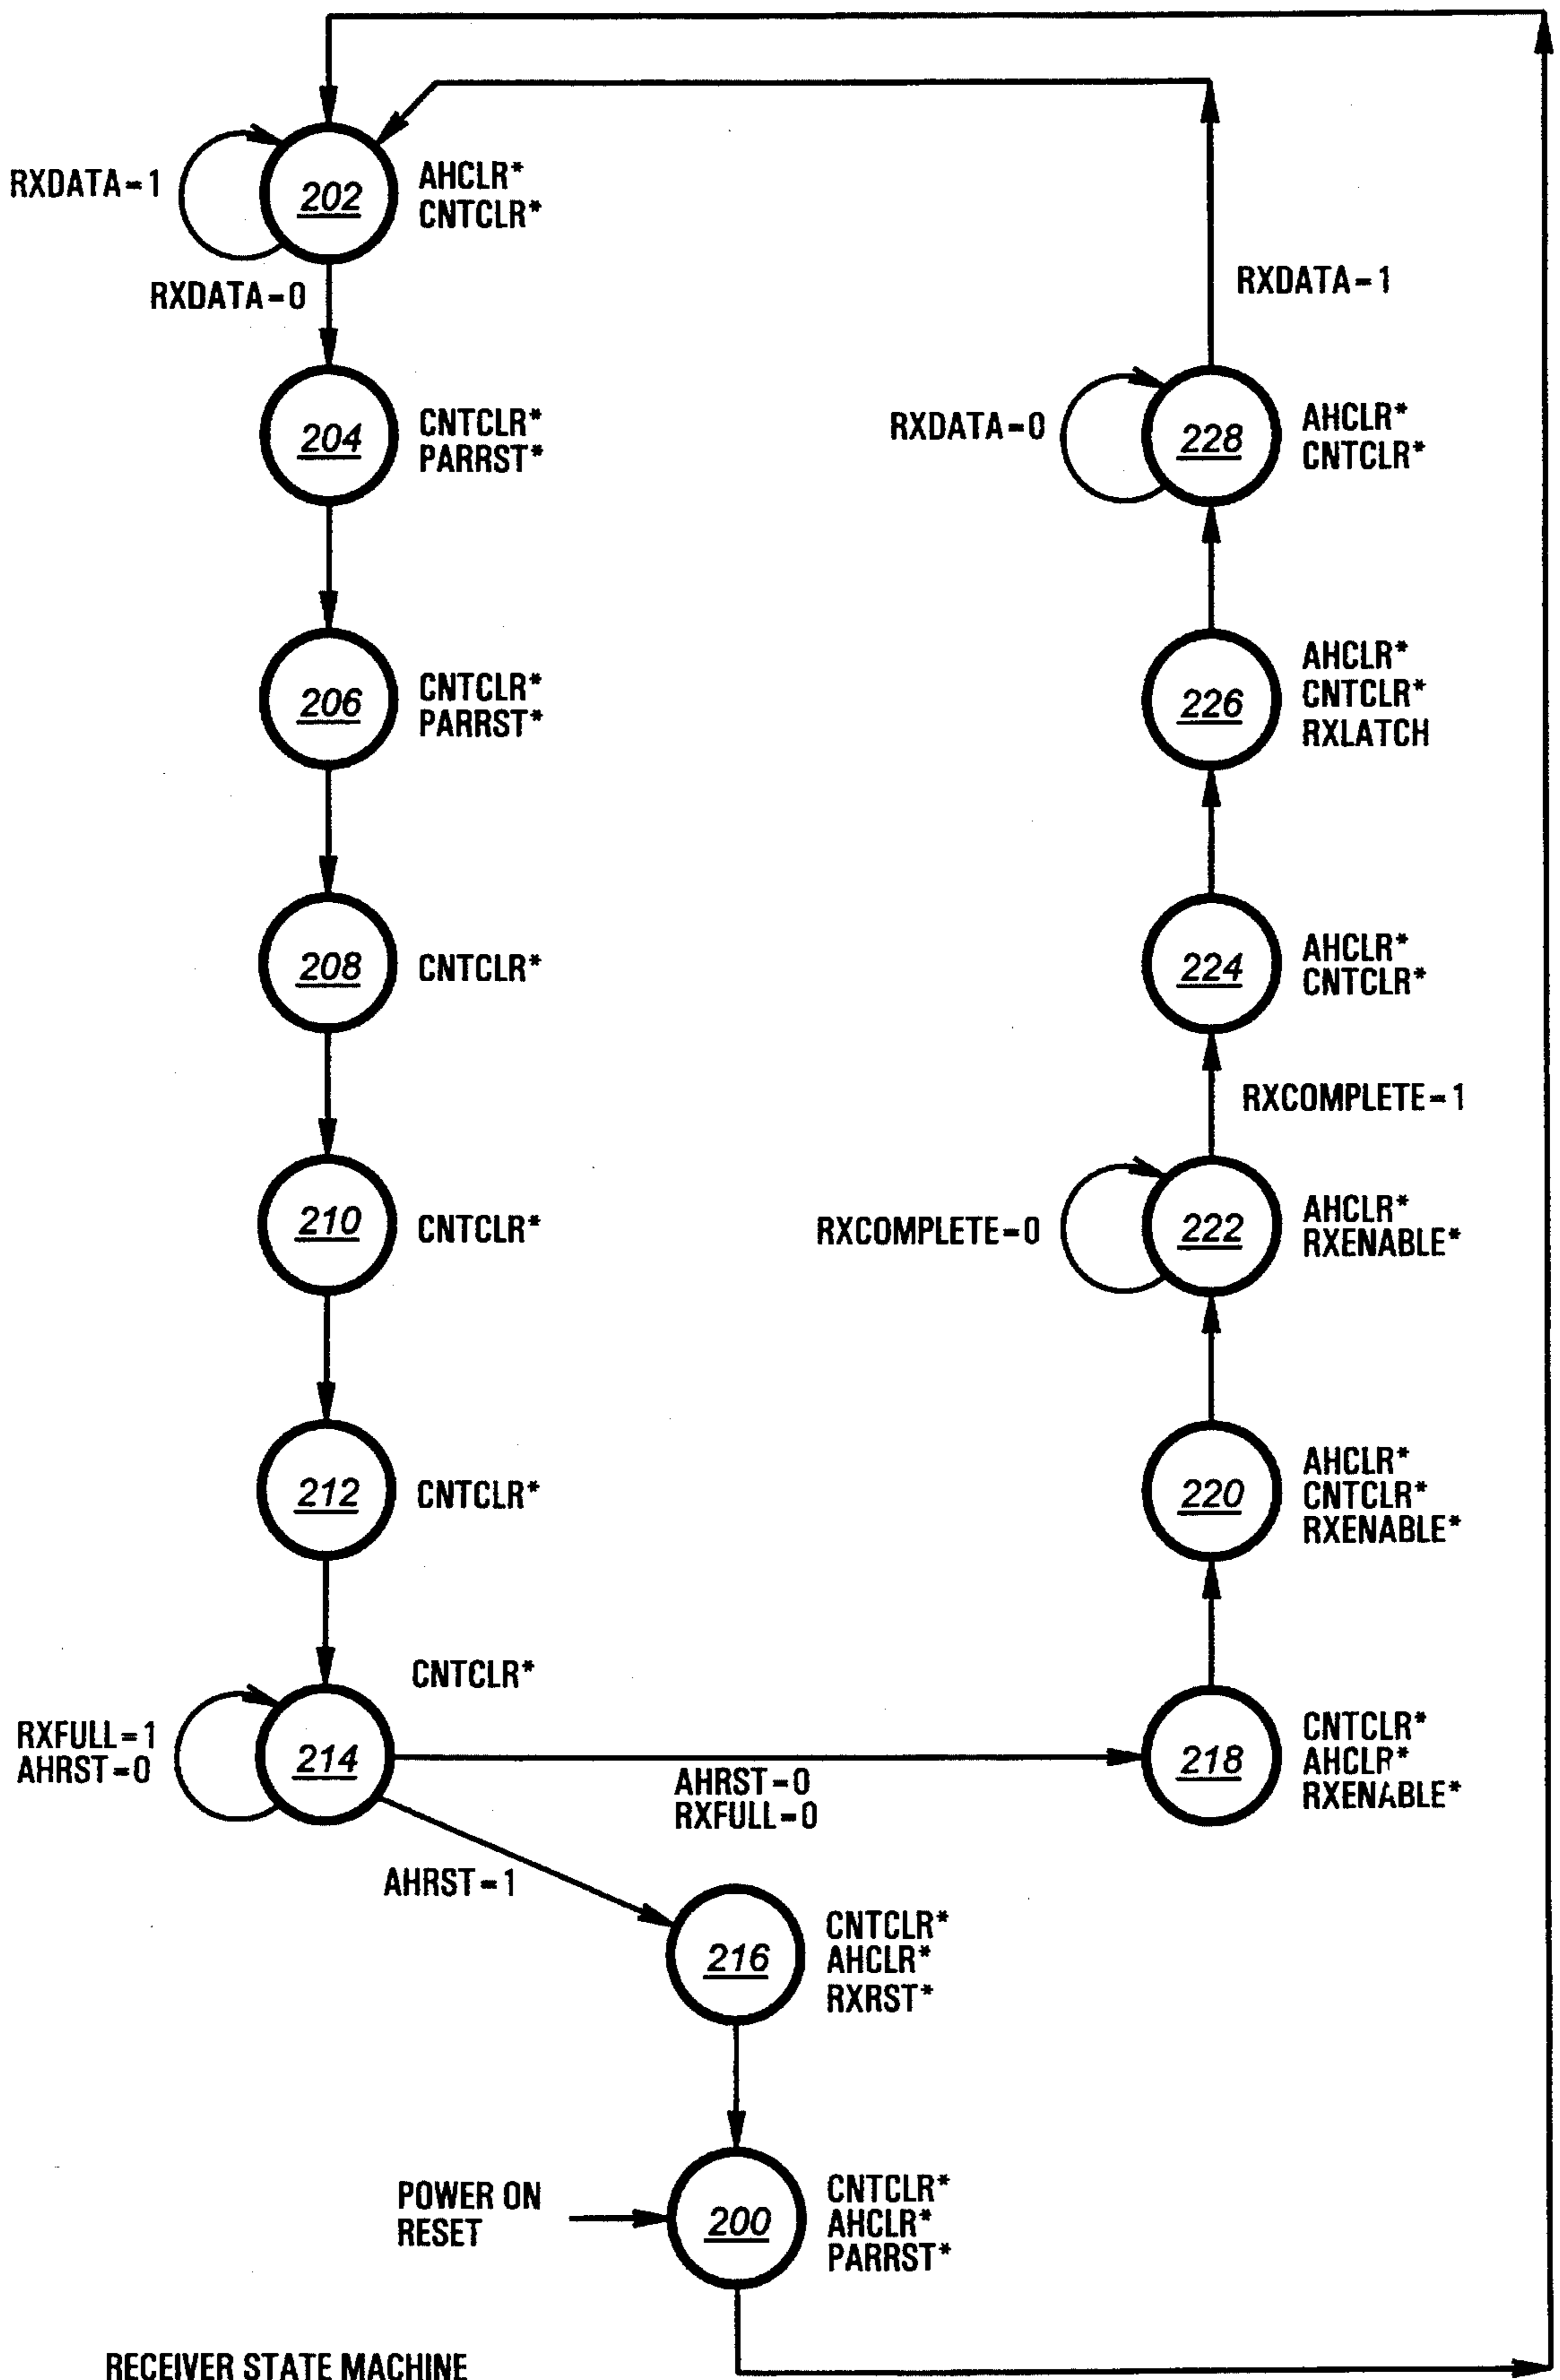 RXDATA=1
202
AHCLR*
CNTCLR*
RXDATA=0
RXDATA=1
204
CNTCLR*
PARRST*
RXDATA=0
228
AHCLR*
CNTCLR*
206
CNTCLR*
PARRST*
226
AHCLR*
CNTCLR*
RXLATCH
208
CNTCLR*
224
AHCLR*
CNTCLR*
RXCOMPLETE=1
210
CNTCLR*
RXCOMPLETE=0
222
AHCLR*
RXENABLE*
212
CNTCLR*
220
AHCLR*
CNTCLR*
RXENABLE*
CNTCLR*
RXFULL=1
AHRST=0
214
AHRST=0
RXFULL=0
218
CNTCLR*
AHCLR*
RXENABLE*
AHRST=1
216
CNTCLR*
AHCLR*
RXRST*
POWER ON
RESET
200
CNTCLR*
AHCLR*
PARRST*
RECEIVER STATE MACHINE